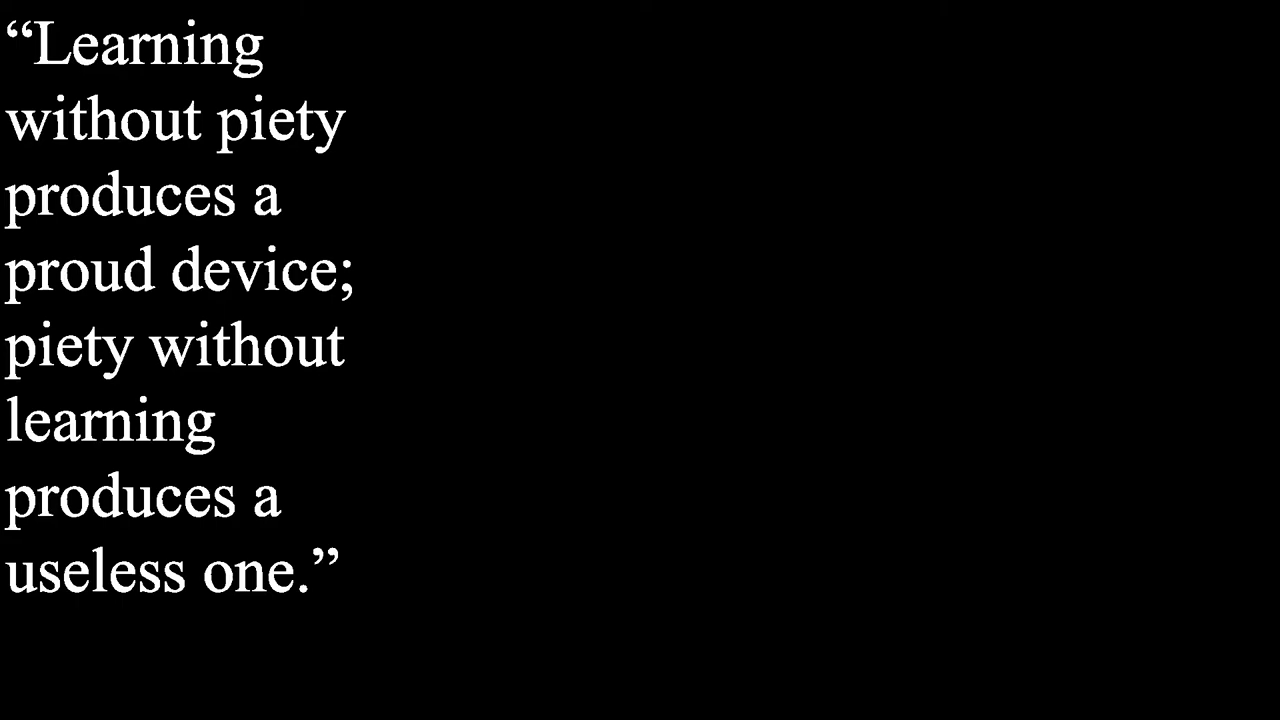 “Learning
without piety
produces a
proud device;
piety without
learning
produces a
useless one.”